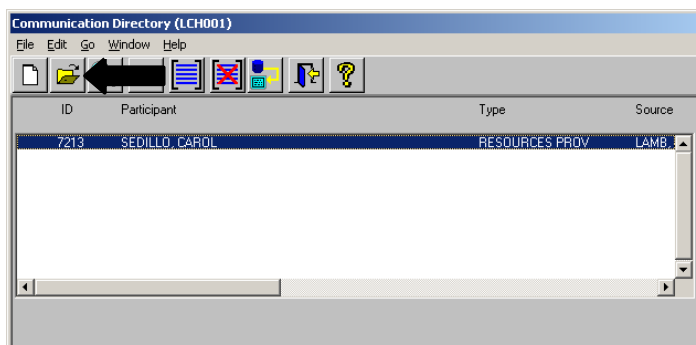 Communication Directory (LCH001)
File Edit Go Window Help
ID Participant Type Source
7213 SEDILLO, CAROL RESOURCES PROV LAMB,